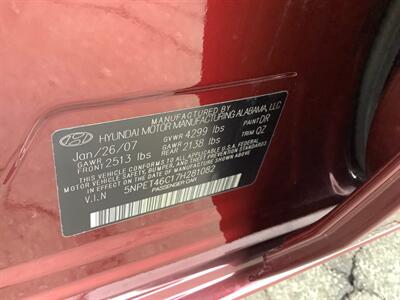 MANUFACTURED BY
HYUNDAI MOTOR MANUFACTURING ALABAMA, LLC
Jan/26/07 GVWR 4299 lbs PAINT DR
GAWR FRONT 2513 lbs GAWR REAR 2138 lbs TRIM QZ
THIS VEHICLE CONFORMS TO ALL APPLICABLE U.S.A. FEDERAL
MOTOR VEHICLE SAFETY, BUMPER, AND THEFT PREVENTION STANDARDS
IN EFFECT ON THE DATE OF MANUFACTURE SHOWN ABOVE.
V.I.N 5NPET46C17H281082
PASSENGER CAR